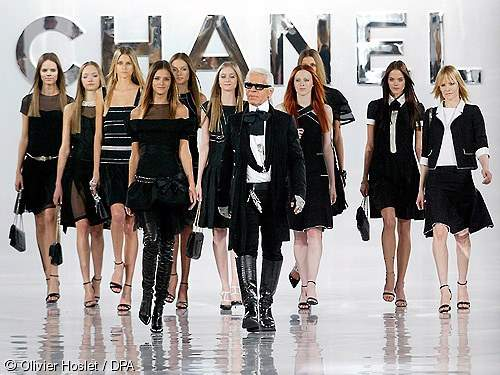 CHANEL
© Olivier Hoslet / DPA